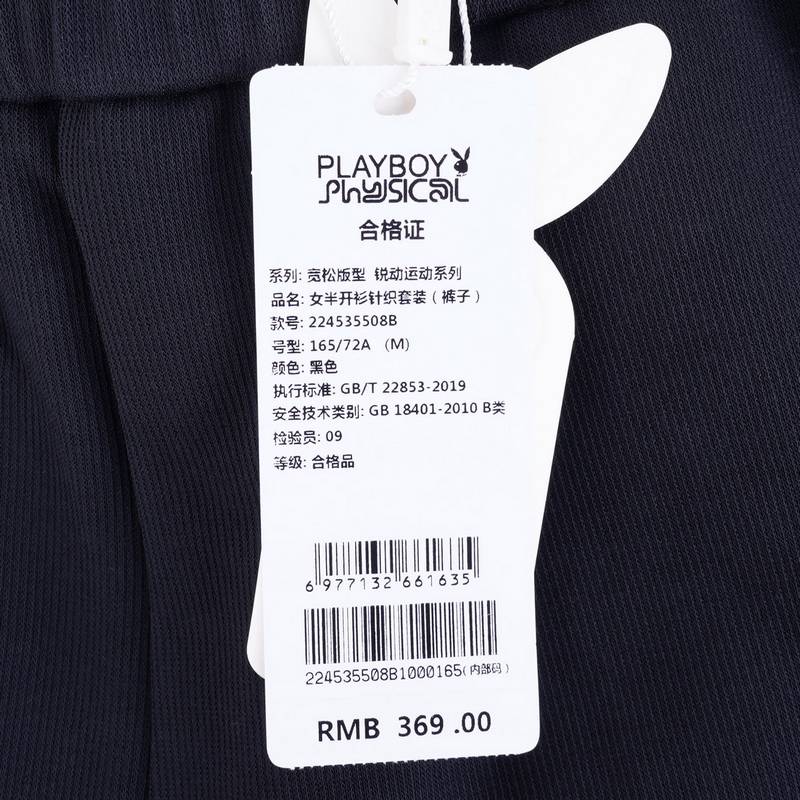 PLAYBOY
PhySICAL
合格证
系列: 宽松版型 锐动运动系列
品名: 女半开衫针织套装（裤子）
款号: 224535508B
号型: 165/72A （M）
颜色: 黑色
执行标准: GB/T 22853-2019
安全技术类别: GB 18401-2010 B类
检验员: 09
等级: 合格品
6 977132 661635
224535508B1000165(内部码)
RMB 369 .00